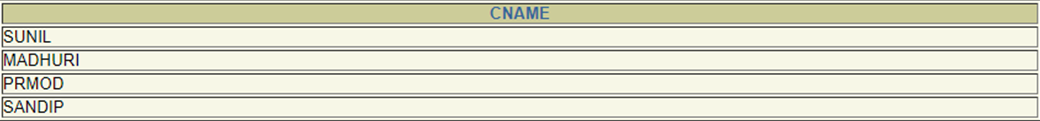 CNAME
SUNIL
MADHURI
PRMOD
SANDIP